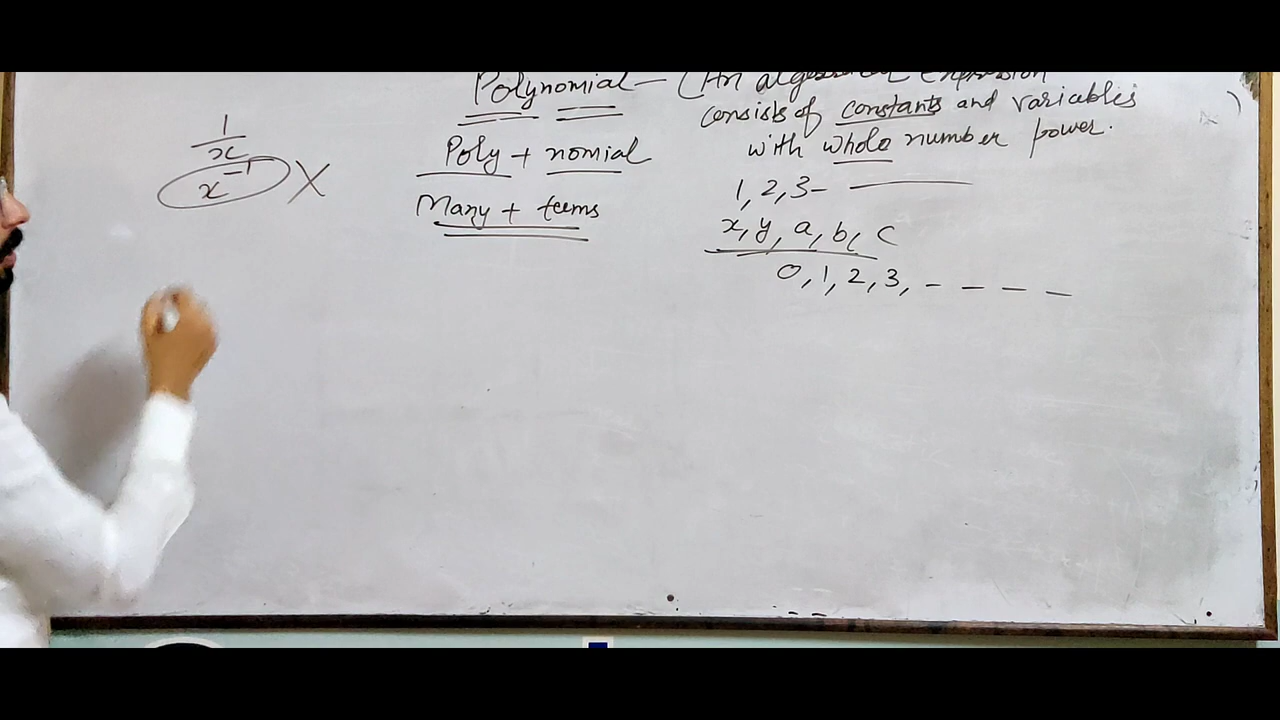 Polynomial — (An algebraical expression
consists of constants and variables
with whole number power. )
1
x
x⁻¹ X
Poly + nomial
Many + terms
1, 2, 3 - —
x, y, a, b, c
0, 1, 2, 3, - - - -